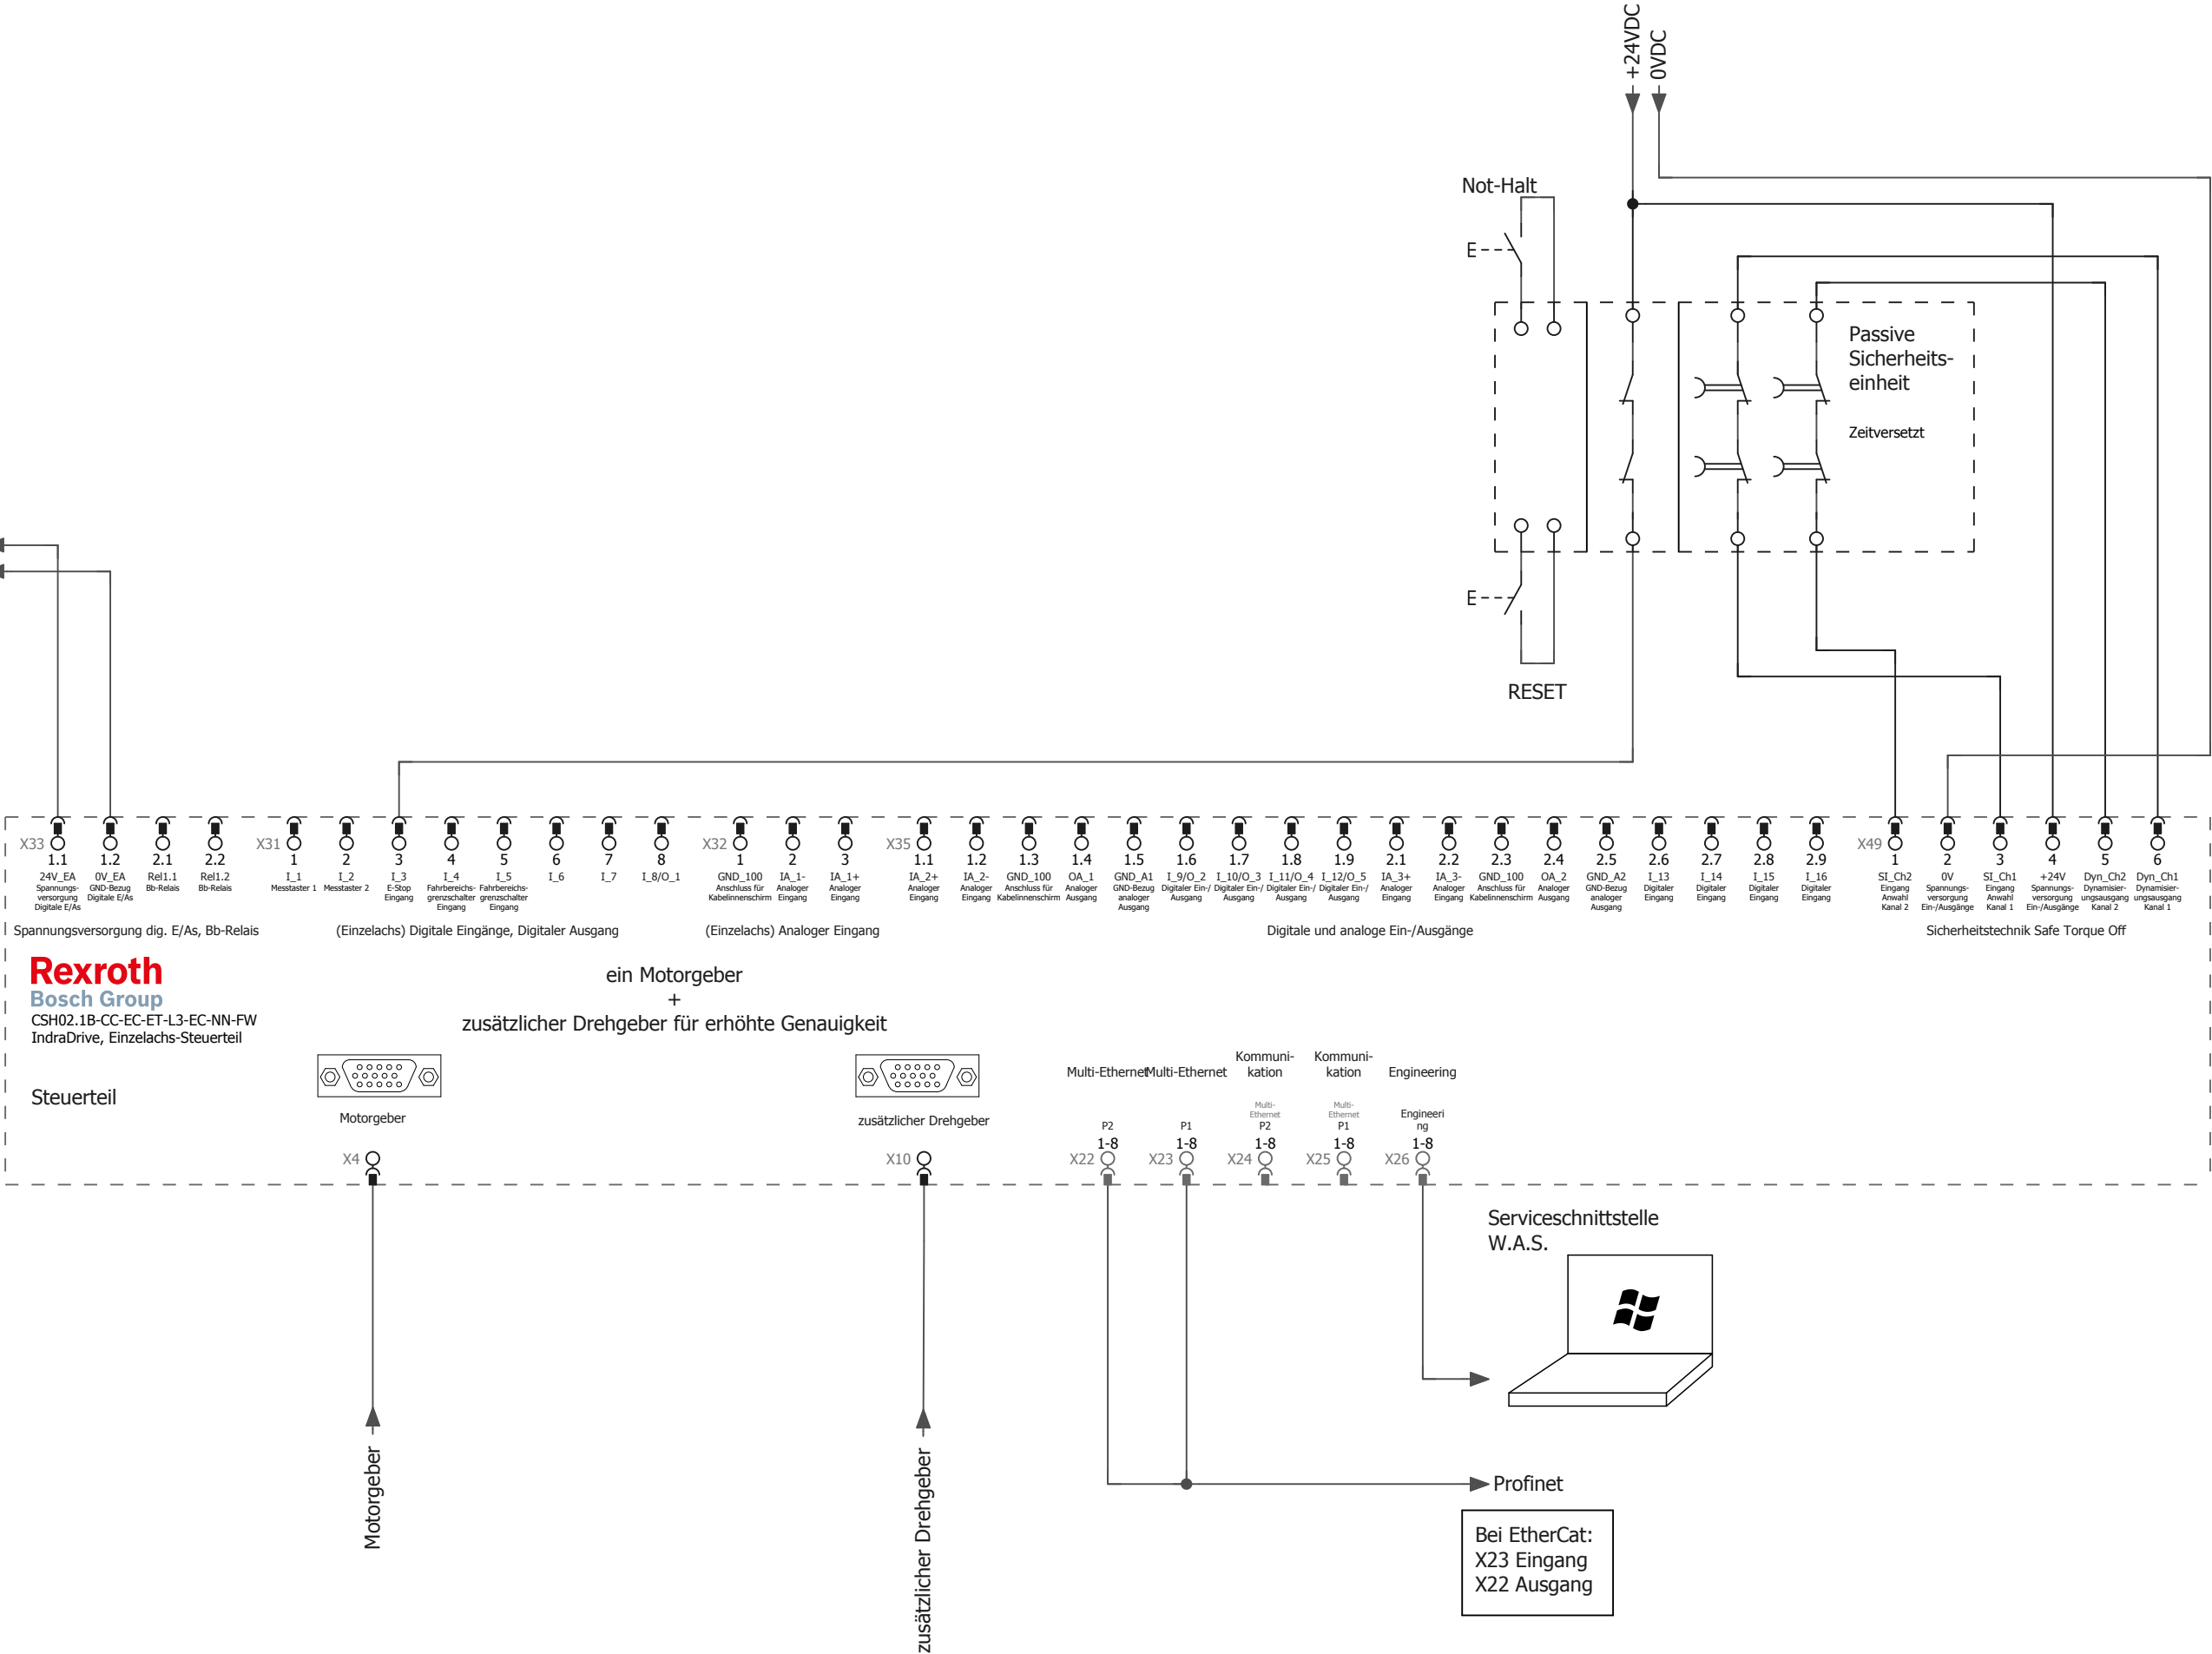 +24VDC
0VDC
Not-Halt
E
Passive
Sicherheits-
einheit
Zeitversetzt
E
RESET
X33
1.1
24V_EA
Spannungs-
versorgung
Digitale E/As
1.2
0V_EA
GND-Bezug
Digitale E/As
2.1
Rel1.1
Bb-Relais
2.2
Rel1.2
Bb-Relais
Spannungsversorgung dig. E/As, Bb-Relais
X31
1
I_1
Messtaster 1
2
I_2
Messtaster 2
3
I_3
E-Stop
Eingang
4
I_4
Fahrbereichs-
grenzschalter
Eingang
5
I_5
Fahrbereichs-
grenzschalter
Eingang
6
I_6
7
I_7
8
I_8/O_1
(Einzelachs) Digitale Eingänge, Digitaler Ausgang
X32
1
GND_100
Anschluss für
Kabelinnenschirm
2
IA_1-
Analoger
Eingang
3
IA_1+
Analoger
Eingang
(Einzelachs) Analoger Eingang
X35
1.1
IA_2+
Analoger
Eingang
1.2
IA_2-
Analoger
Eingang
1.3
GND_100
Anschluss für
Kabelinnenschirm
1.4
OA_1
Analoger
Ausgang
1.5
GND_A1
GND-Bezug
analoger
Ausgang
1.6
I_9/O_2
Digitaler Ein-/
Ausgang
1.7
I_10/O_3
Digitaler Ein-/
Ausgang
1.8
I_11/O_4
Digitaler Ein-/
Ausgang
1.9
I_12/O_5
Digitaler Ein-/
Ausgang
2.1
IA_3+
Analoger
Eingang
2.2
IA_3-
Analoger
Eingang
2.3
GND_100
Anschluss für
Kabelinnenschirm
2.4
OA_2
Analoger
Ausgang
2.5
GND_A2
GND-Bezug
analoger
Ausgang
2.6
I_13
Digitaler
Eingang
2.7
I_14
Digitaler
Eingang
2.8
I_15
Digitaler
Eingang
2.9
I_16
Digitaler
Eingang
Digitale und analoge Ein-/Ausgänge
X49
1
SI_Ch2
Eingang
Anwahl
Kanal 2
2
0V
Spannungs-
versorgung
Ein-/Ausgänge
3
SI_Ch1
Eingang
Anwahl
Kanal 1
4
+24V
Spannungs-
versorgung
Ein-/Ausgänge
5
Dyn_Ch2
Dynamisier-
ungsausgang
Kanal 2
6
Dyn_Ch1
Dynamisier-
ungsausgang
Kanal 1
Sicherheitstechnik Safe Torque Off
Rexroth
Bosch Group
CSH02.1B-CC-EC-ET-L3-EC-NN-FW
IndraDrive, Einzelachs-Steuerteil
Steuerteil
ein Motorgeber
+
zusätzlicher Drehgeber für erhöhte Genauigkeit
Motorgeber
X4
zusätzlicher Drehgeber
X10
Multi-Ethernet
P2
1-8
X22
Multi-Ethernet
P1
1-8
X23
Kommuni-
kation
Multi-
Ethernet
P2
1-8
X24
Kommuni-
kation
Multi-
Ethernet
P1
1-8
X25
Engineering
Engineeri
ng
1-8
X26
Serviceschnittstelle
W.A.S.
Motorgeber
zusätzlicher Drehgeber
Profinet
Bei EtherCat:
X23 Eingang
X22 Ausgang